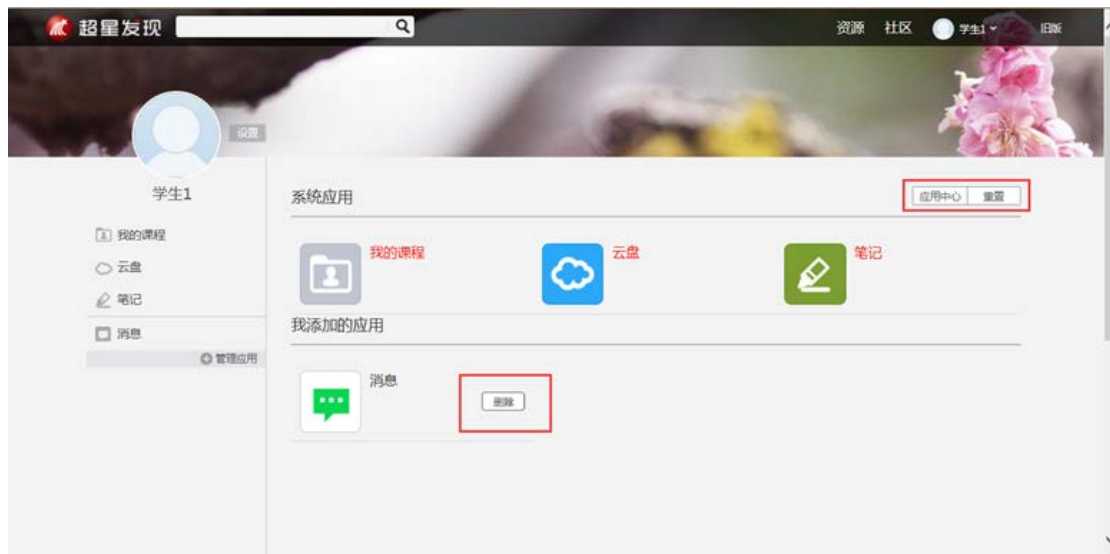 超星发现
资源 社区 学生1 旧版
设置
学生1
系统应用
应用中心 重置
我的课程
云盘
笔记
消息
管理应用
我的课程
云盘
笔记
我添加的应用
消息
删除